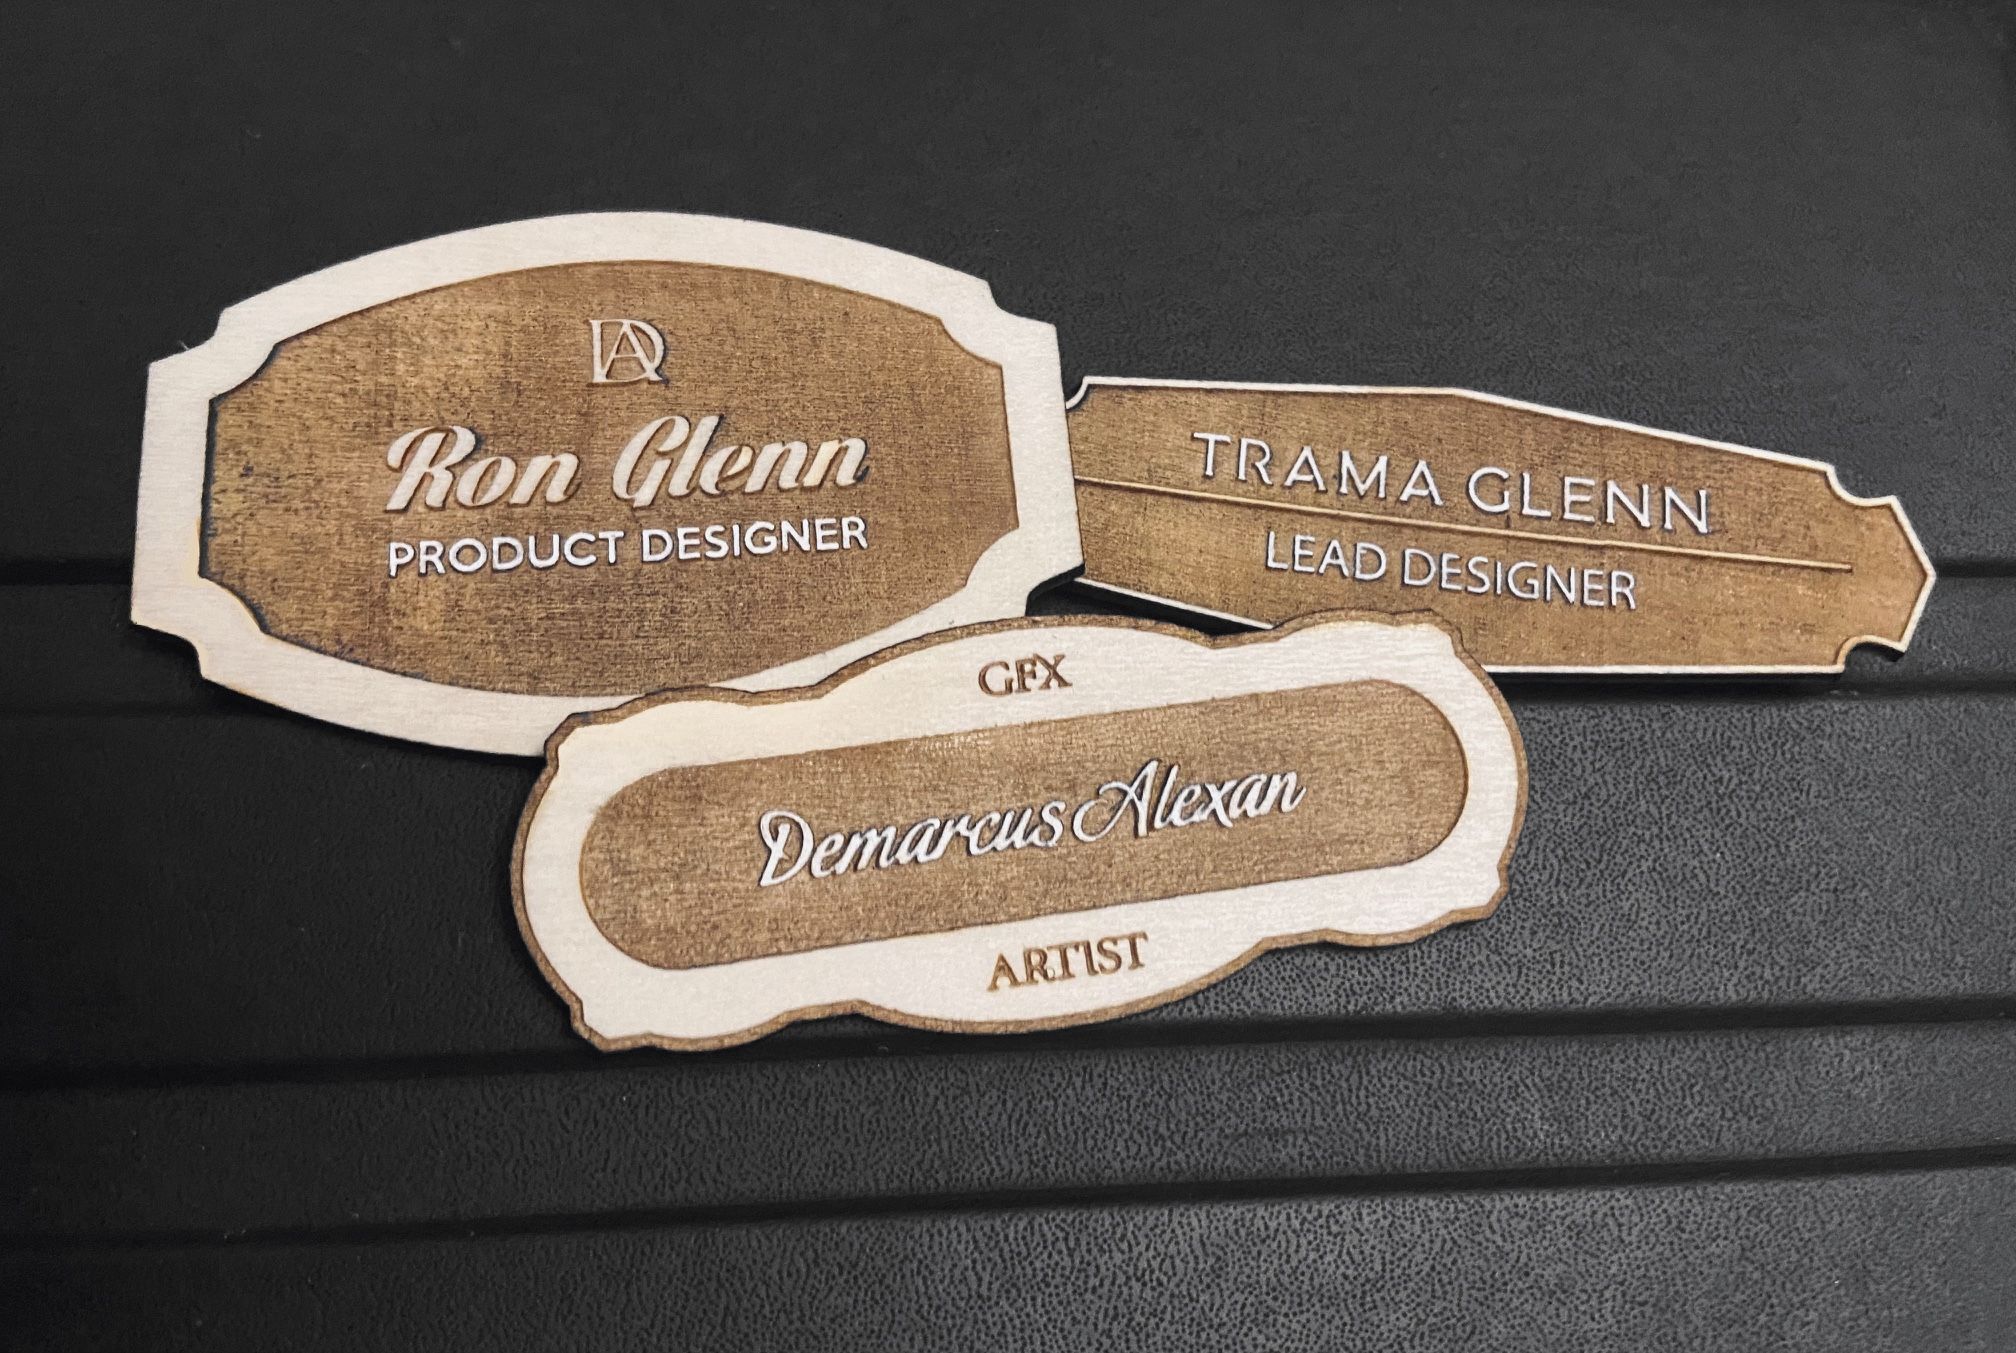 DA
Ron Glenn
PRODUCT DESIGNER
TRAMA GLENN
LEAD DESIGNER
GFX
Demarcus Alexan
ARTIST